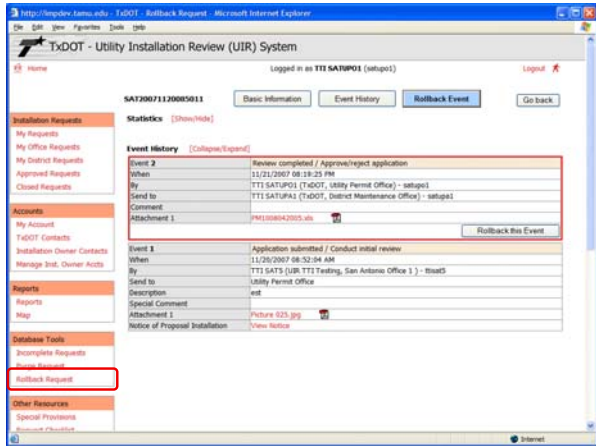 http://impdev.tamu.edu - TxDOT - Rollback Request - Microsoft Internet Explorer
File Edit View Favorites Tools Help
TxDOT - Utility Installation Review (UIR) System
Home Logged in as TTI SATUPO1 (satupo1) Logout
SAT20071120085011 Basic Information Event History Rollback Event Go back
Statistics [Show/Hide]
Installation Requests
My Requests
My Office Requests
My District Requests
Approved Requests
Closed Requests
Accounts
My Account
TxDOT Contacts
Installation Owner Contacts
Manage Inst. Owner Accts
Reports
Reports
Map
Database Tools
Incomplete Requests
Purge Request
Rollback Request
Other Resources
Special Provisions
Request Checklist
Event History [Collapse/Expand]
Event 2 Review completed / Approve/reject application
When 11/21/2007 08:19:25 PM
By TTI SATUPO1 (TxDOT, Utility Permit Office) - satupo1
Send to TTI SATUPA1 (TxDOT, District Maintenance Office) - satupa1
Comment
Attachment 1 PM1008042005.xls
Rollback this Event
Event 1 Application submitted / Conduct initial review
When 11/20/2007 08:52:04 AM
By TTI SAT5 (UIR TTI Testing, San Antonio Office 1 ) - ttisat5
Send to Utility Permit Office
Description est
Special Comment
Attachment 1 Picture 025.jpg
Notice of Proposal Installation View Notice
Internet